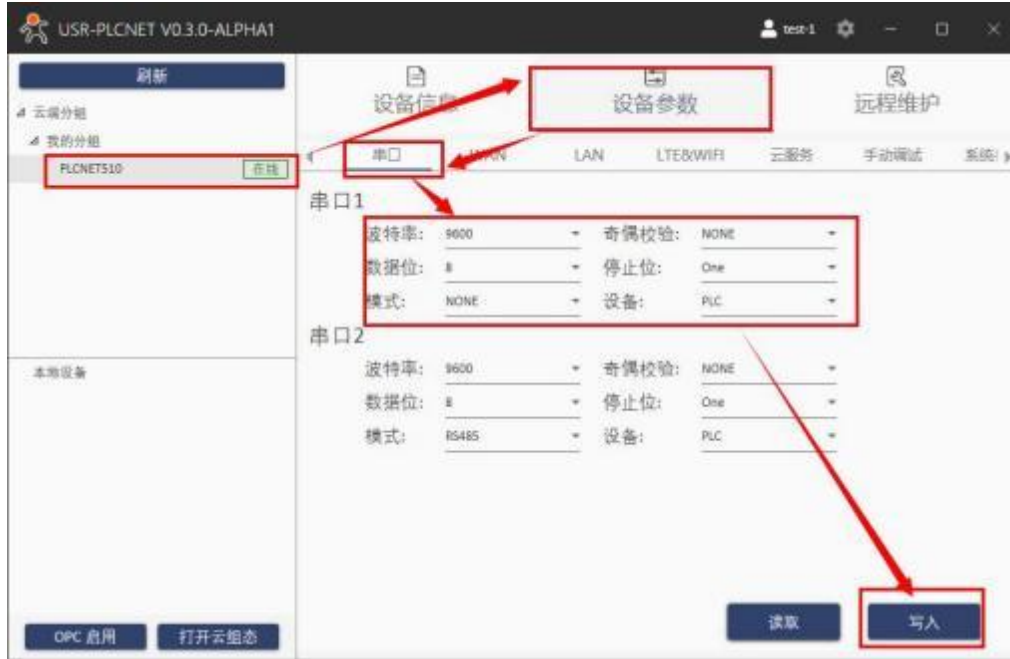 USR-PLCNET V0.3.0-ALPHA1 test-1
刷新
云端分组
我的分组
PLCNET510 在线
本地设备
OPC 启用 打开云组态
设备信息 设备参数 远程维护
串口 WAN LAN LTE&WIFI 云服务 手动调试
串口1
波特率: 9600 奇偶校验: NONE
数据位: 8 停止位: One
模式: NONE 设备: PLC
串口2
波特率: 9600 奇偶校验: NONE
数据位: 8 停止位: One
模式: RS485 设备: PLC
读取 写入